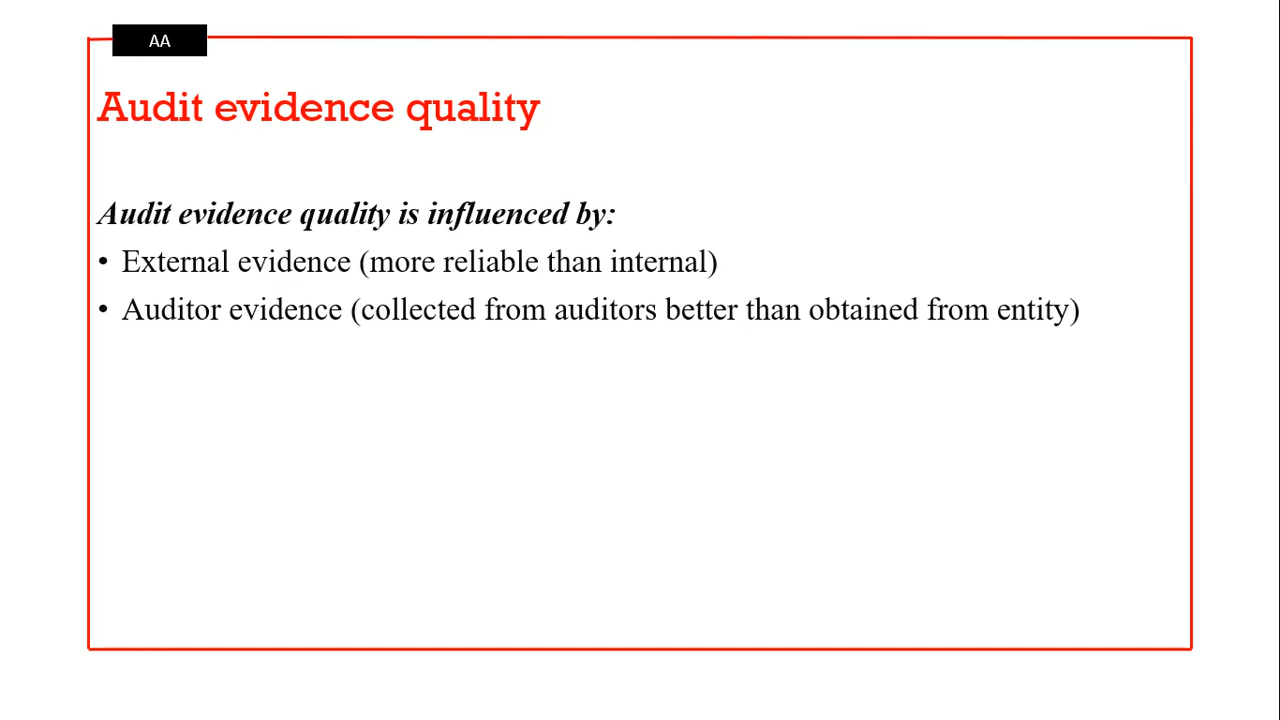 AA
Audit evidence quality
Audit evidence quality is influenced by:
• External evidence (more reliable than internal)
• Auditor evidence (collected from auditors better than obtained from entity)